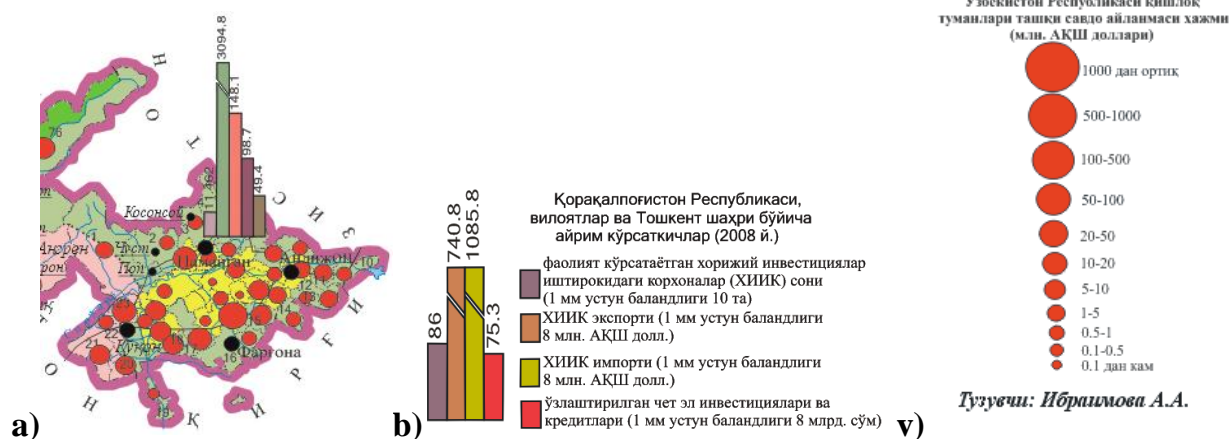 3094.8
148.1
98.7
49.4
76
О Т
С И З
Косонсой
Поп
Наманган
Андижон
Фарғона
Қ И Р Ғ И З
a)
86
740.8
1085.8
75.3
Қорақалпоғистон Республикаси,
вилоятлар ва Тошкент шаҳри бўйича
айрим кўрсаткичлар (2008 й.)
фаолият кўрсатаётган хорижий инвестициялар
иштирокидаги корхоналар (ХИИК) сони
(1 мм устун баландлиги 10 та)
ХИИК экспорти (1 мм устун баландлиги
8 млн. АҚШ долл.)
ХИИК импорти (1 мм устун баландлиги
8 млн. АҚШ долл.)
ўзлаштирилган чет эл инвестициялари ва
кредитлари (1 мм устун баландлиги 8 млрд. сўм)
b)
Ўзбекистон Республикаси қишлоқ
туманлари ташқи савдо айланмаси хажми
(млн. АҚШ доллари)
1000 дан ортиқ
500-1000
100-500
50-100
20-50
10-20
5-10
1-5
0.5-1
0.1-0.5
0.1 дан кам
Тузувчи: Ибраимова А.А.
v)